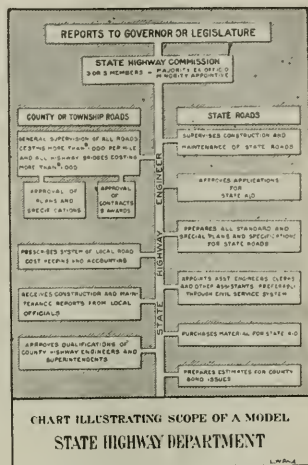 REPORTS TO GOVERNOR OR LEGISLATURE
STATE HIGHWAY COMMISSION
3 OR 5 MEMBERS - MAJORITY EX OFFICIO
MINORITY APPOINTIVE
COUNTY OR TOWNSHIP ROADS
GENERAL SUPERVISION OF ALL ROADS
COSTING MORE THAN 000 PER MILE
AND ALL HIGHWAY BRIDGES COSTING
MORE THAN 000
APPROVAL OF
PLANS AND
SPECIFICATIONS
APPROVAL
OF CONTRACTS
& AWARDS
PRESCRIBES SYSTEM OF LOCAL ROAD
COST KEEPING AND ACCOUNTING
RECEIVES CONSTRUCTION AND MAIN-
TENANCE REPORTS FROM LOCAL
OFFICIALS
APPROVES QUALIFICATIONS OF
COUNTY HIGHWAY ENGINEERS AND
SUPERINTENDENTS
STATE HIGHWAY ENGINEER
STATE ROADS
SUPERVISES CONSTRUCTION AND
MAINTENANCE OF STATE ROADS
APPROVES APPLICATIONS
FOR
STATE AID
PREPARES ALL STANDARD AND
SPECIAL PLANS AND SPECIFICATIONS
FOR STATE ROADS
APPOINTS ASST ENGINEERS CLERKS
AND OTHER ASSISTANTS PREFERABLY
THROUGH CIVIL SERVICE SYSTEM
PURCHASES MATERIAL FOR STATE AID
PREPARES ESTIMATES FOR COUNTY
BOND ISSUES
CHART ILLUSTRATING SCOPE OF A MODEL
STATE HIGHWAY DEPARTMENT